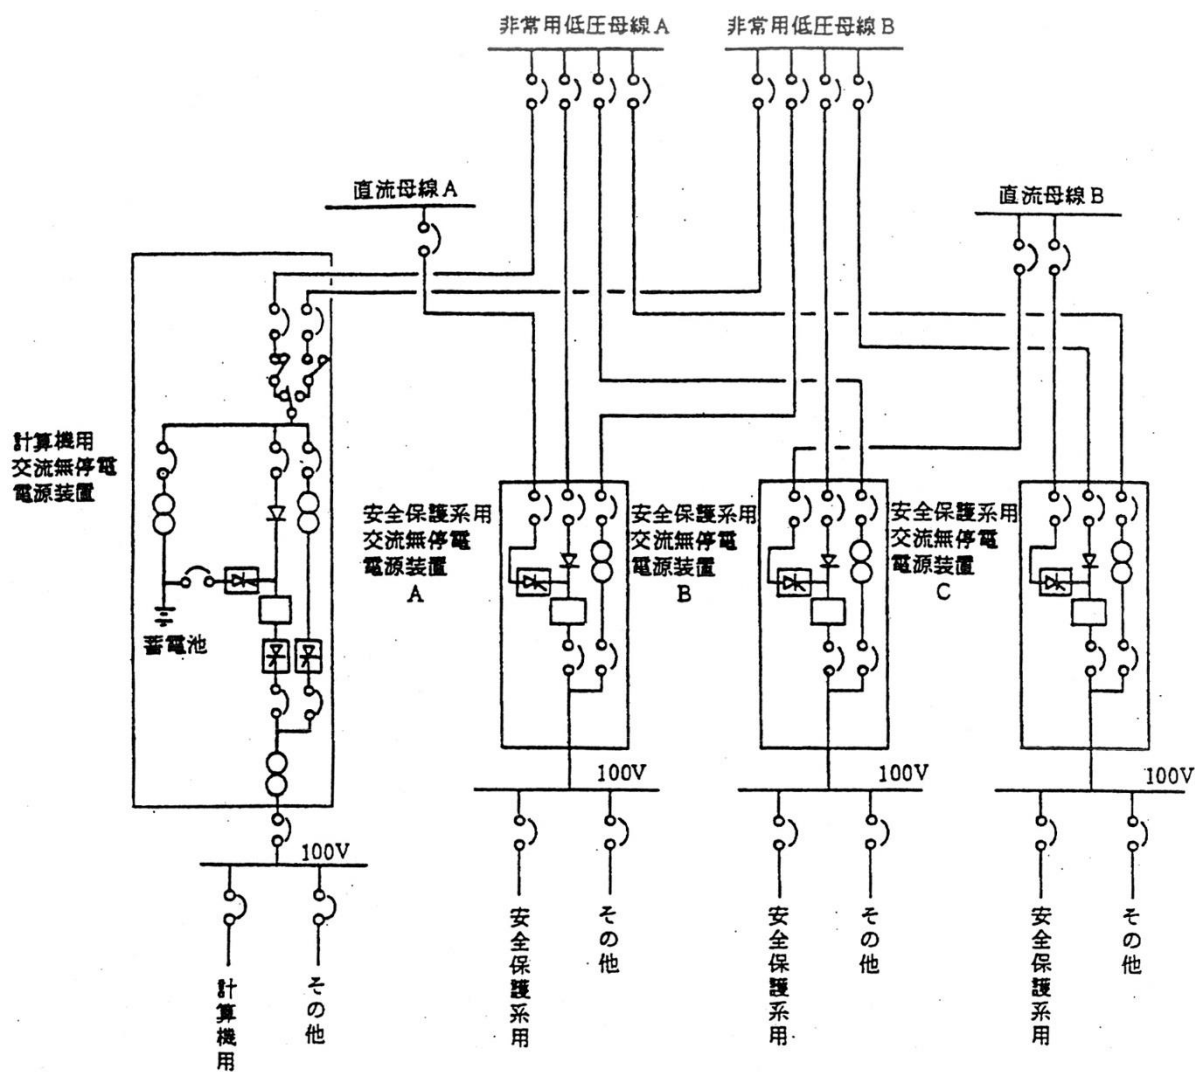 非常用低圧母線A
非常用低圧母線B
直流母線A
直流母線B
計算機用
交流無停電
電源装置
蓄電池
安全保護系用
交流無停電
電源装置
A
安全保護系用
交流無停電
電源装置
B
安全保護系用
交流無停電
電源装置
C
100V
100V
100V
100V
計算機用
その他
安全保護系用
その他
安全保護系用
その他
安全保護系用
その他